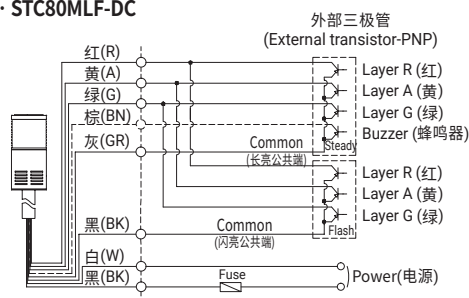 · STC80MLF-DC
外部三极管
(External transistor-PNP)
红(R)
黄(A)
绿(G)
棕(BN)
灰(GR)
Common
(长亮公共端)
Steady
Layer R (红)
Layer A (黄)
Layer G (绿)
Buzzer (蜂鸣器)
Layer R (红)
Layer A (黄)
Layer G (绿)
Flash
黑(BK)
Common
(闪亮公共端)
白(W)
黑(BK)
Fuse
Power(电源)